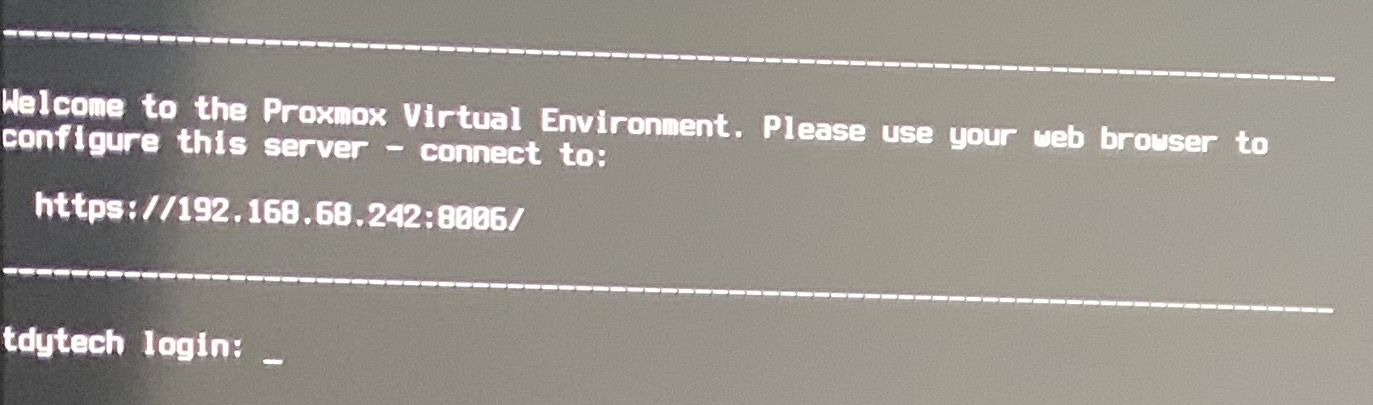 --------------------------------------------------------------------------------
Welcome to the Proxmox Virtual Environment. Please use your web browser to
configure this server - connect to:
https://192.168.68.242:8006/
--------------------------------------------------------------------------------
tdytech login: _